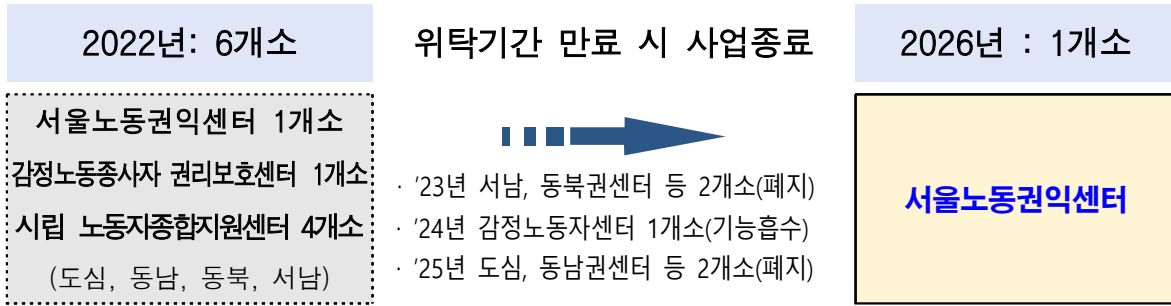 2022년: 6개소
서울노동권익센터 1개소
감정노동종사자 권리보호센터 1개소
시립 노동자종합지원센터 4개소
(도심, 동남, 동북, 서남)
위탁기간 만료 시 사업종료
· '23년 서남, 동북권센터 등 2개소(폐지)
· '24년 감정노동자센터 1개소(기능흡수)
· '25년 도심, 동남권센터 등 2개소(폐지)
2026년 : 1개소
서울노동권익센터